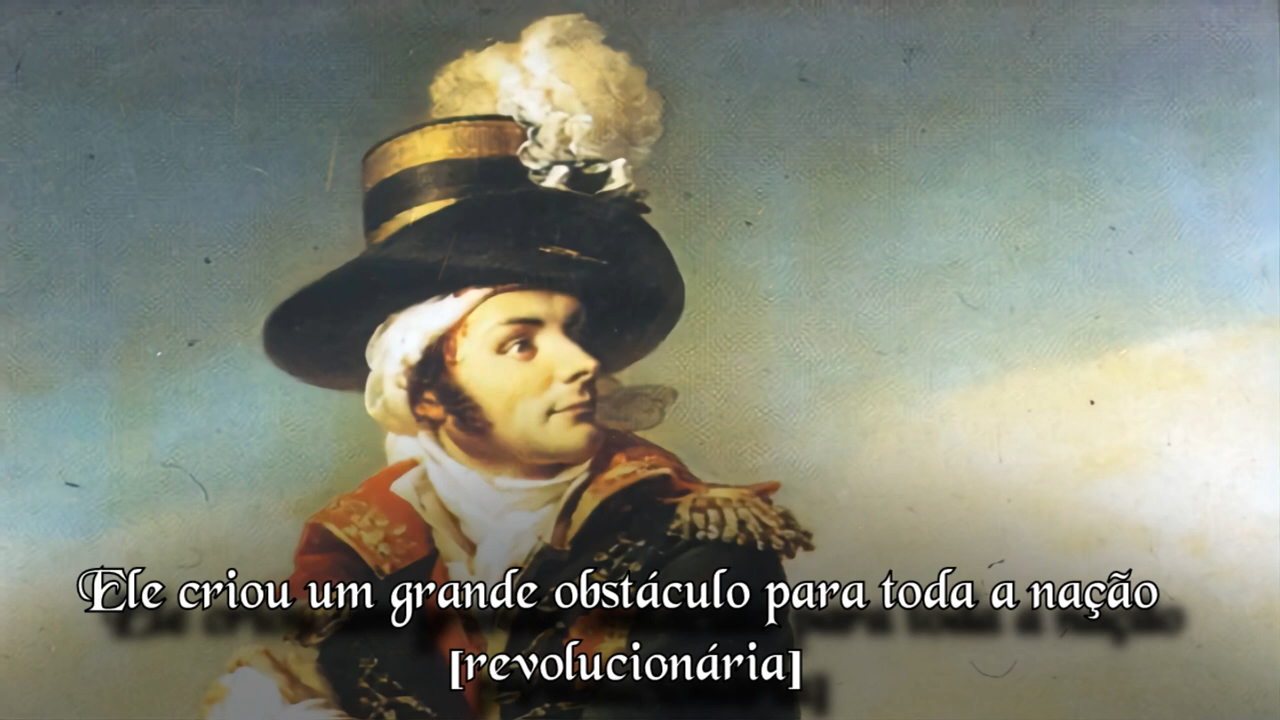 Ele criou um grande obstáculo para toda a nação
[revolucionária]